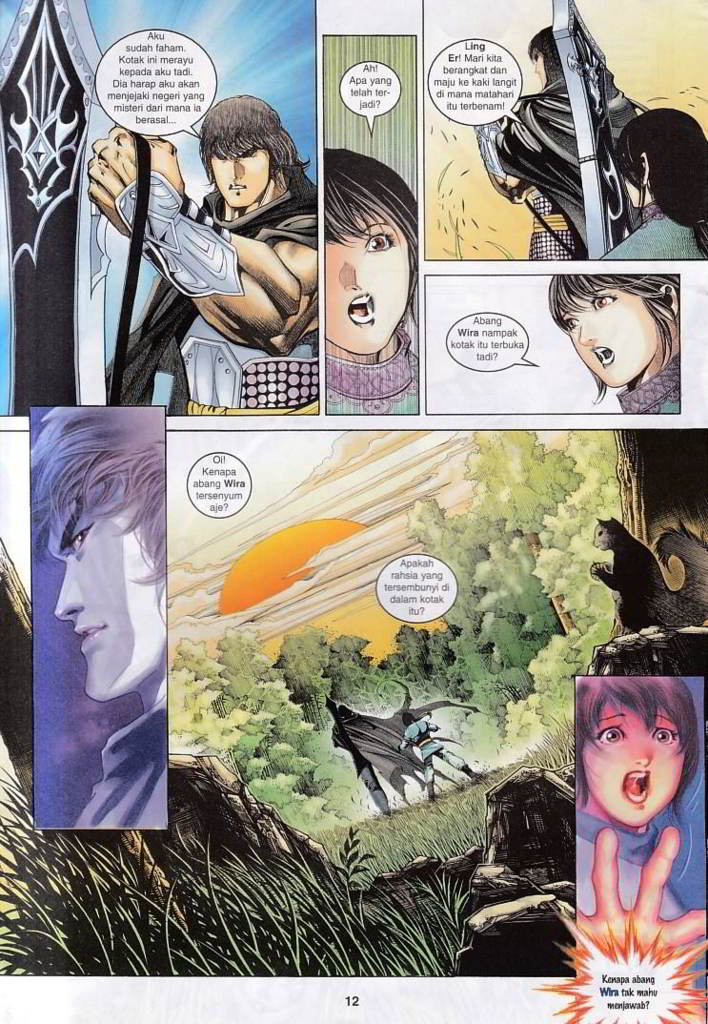 Aku
sudah faham.
Kotak ini merayu
kepada aku tadi.
Dia harap aku akan
menjejaki negeri yang
misteri dari mana ia
berasal...
Ah!
Apa yang
telah ter-
jadi?
Ling
Er! Mari kita
berangkat dan
maju ke kaki langit
di mana matahari
itu terbenam!
Abang
Wira nampak
kotak itu terbuka
tadi?
Oi!
Kenapa
abang Wira
tersenyum
aje?
Apakah
rahsia yang
tersembunyi di
dalam kotak
itu?
Kenapa abang
Wira tak mahu
menjawab?
12